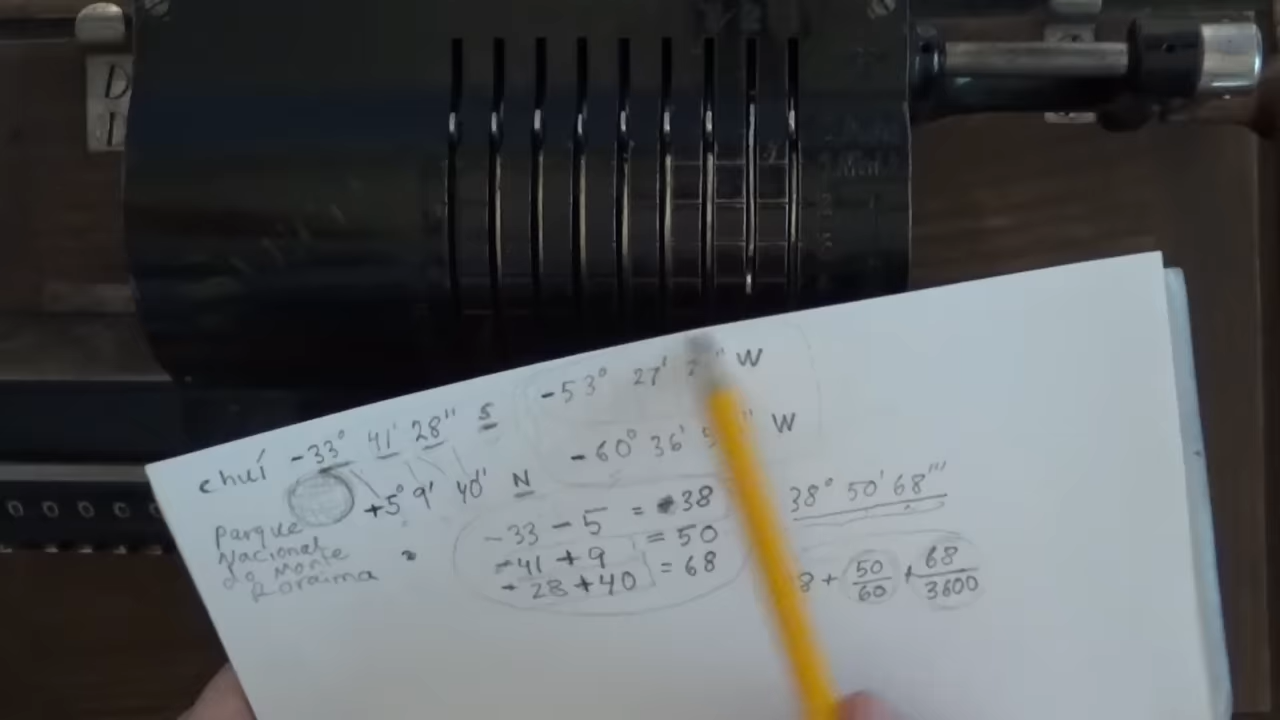 D
I
chuí -33° 41' 28" S -53° 27' " W
+5° 9' 40" N -60° 36' " W
Parque
Nacional
do Monte
Roraima
-33 - 5 = 38
-41 + 9 = 50
-28 + 40 = 68
38° 50' 68'''
8 + 50/60 + 68/3600